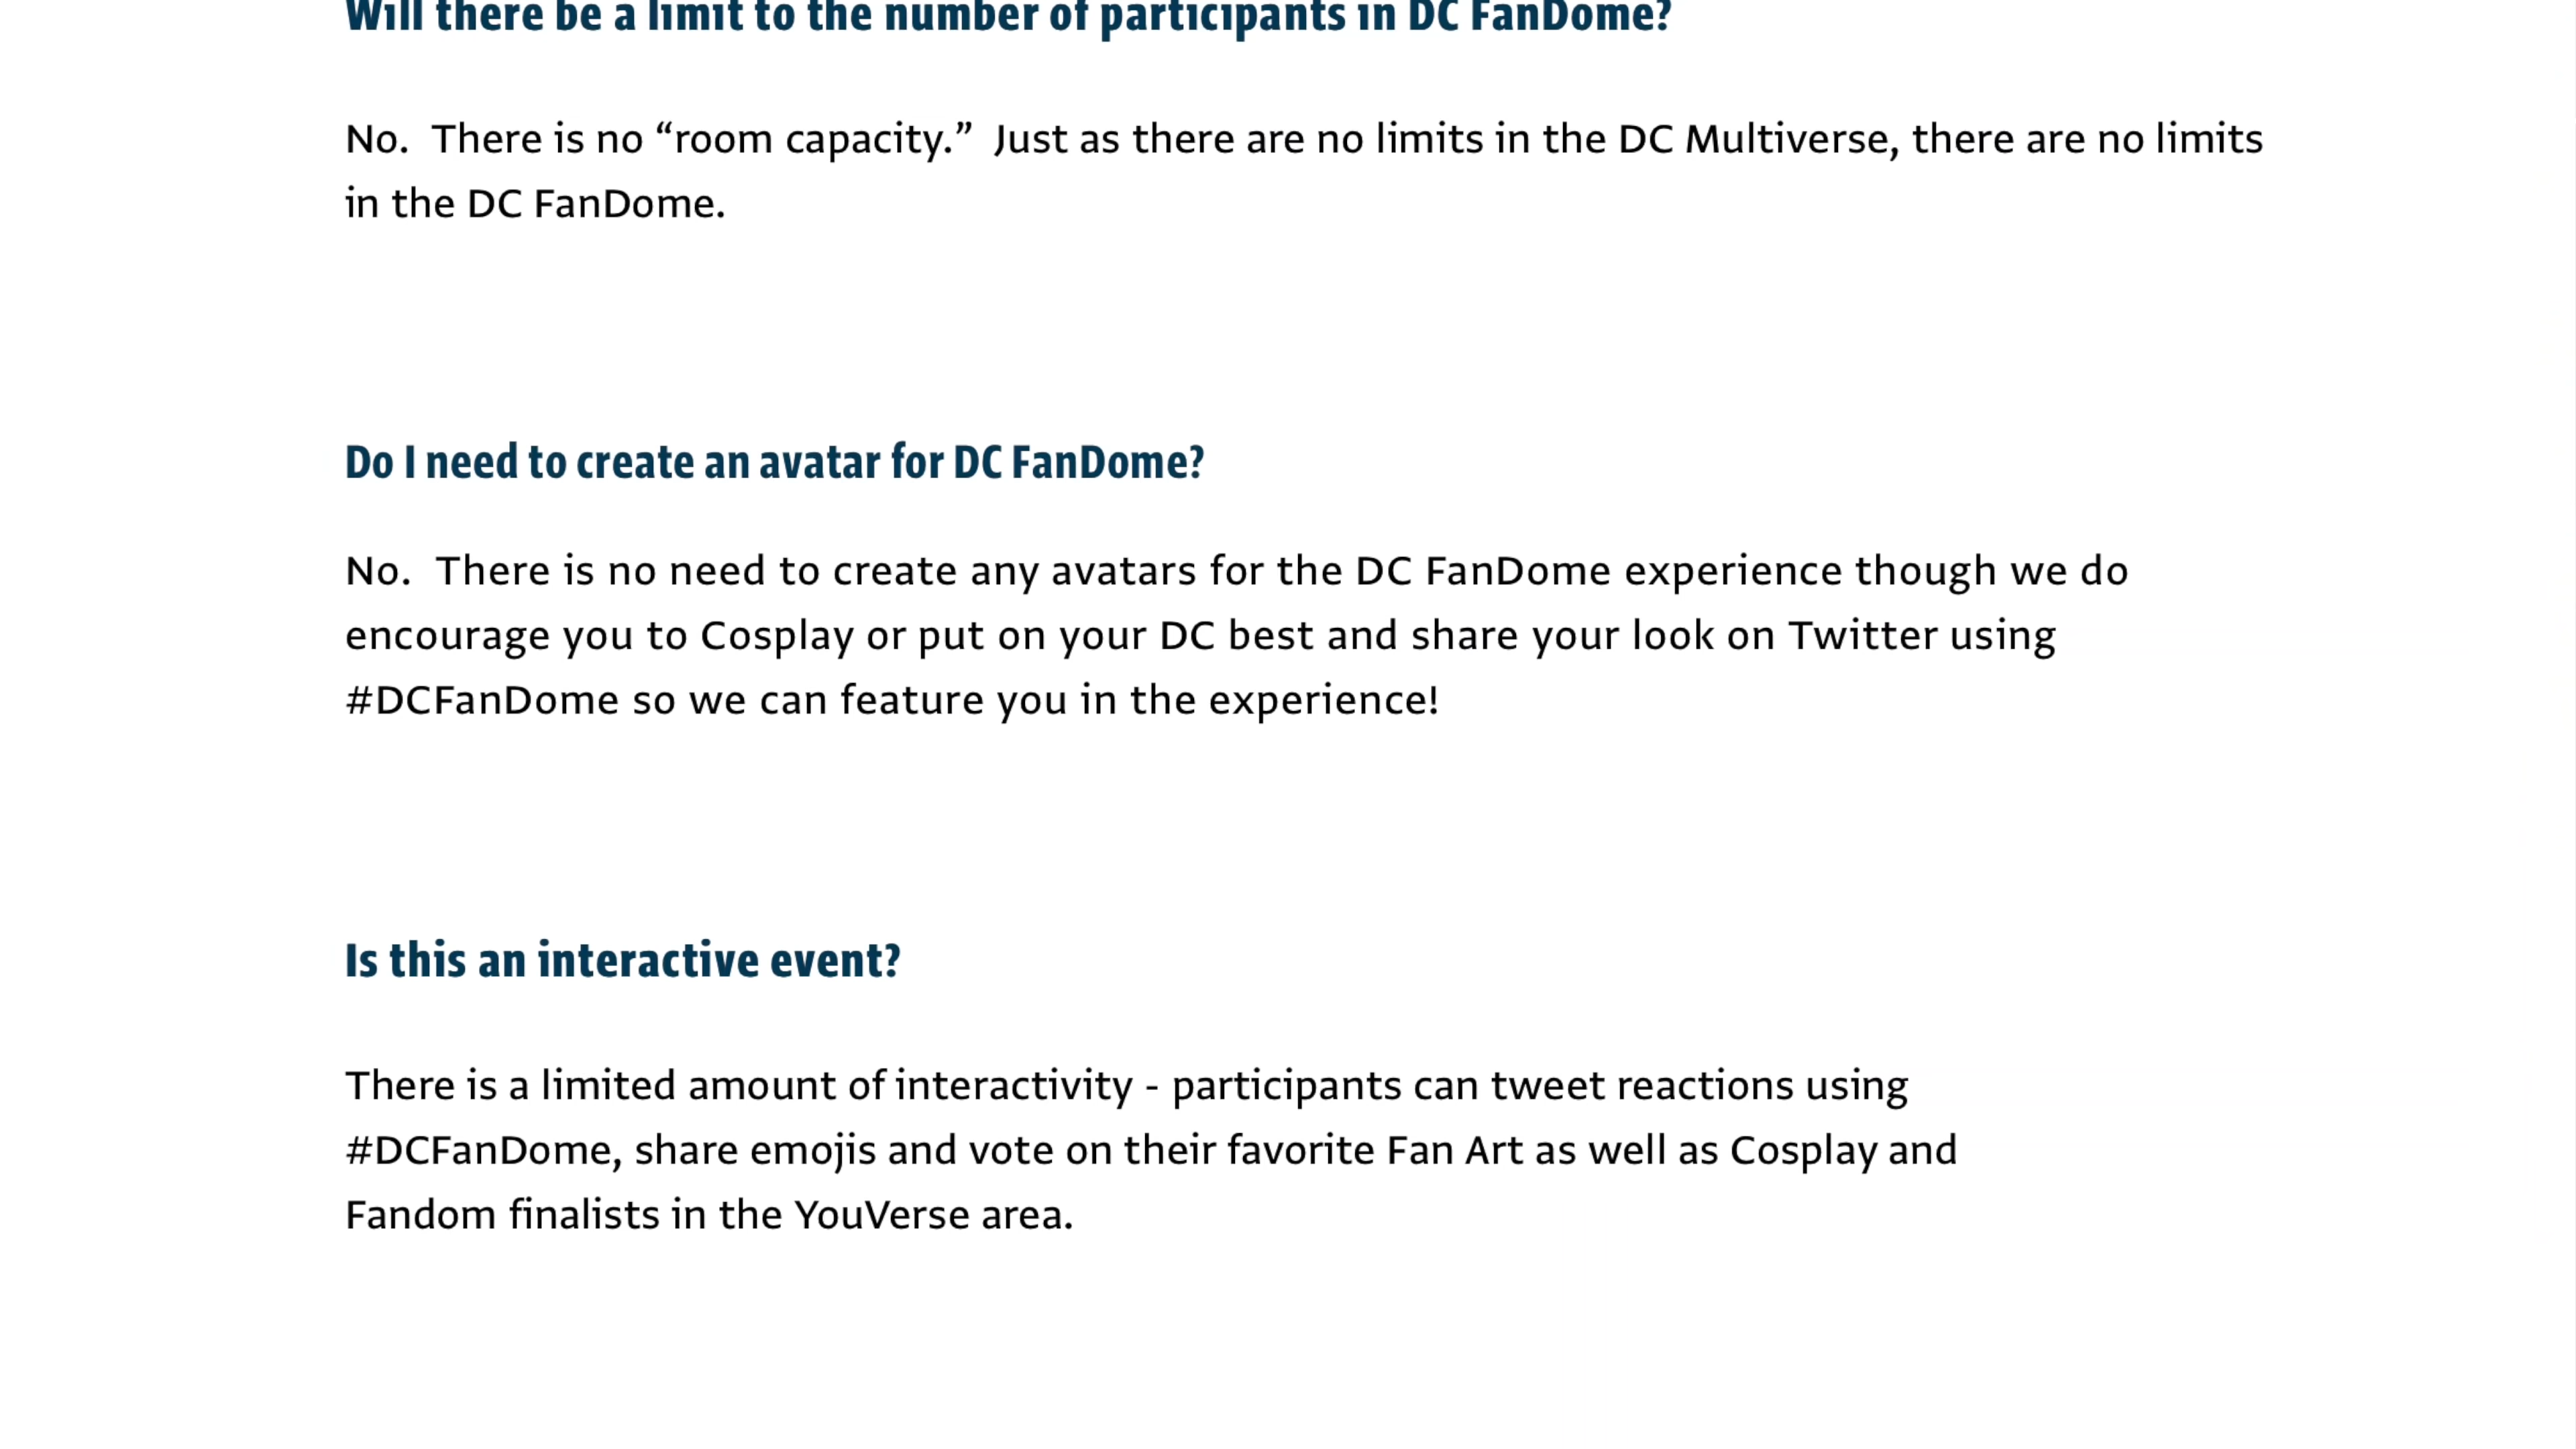 Will there be a limit to the number of participants in DC FanDome?
No.  There is no “room capacity.”  Just as there are no limits in the DC Multiverse, there are no limits
in the DC FanDome.
Do I need to create an avatar for DC FanDome?
No.  There is no need to create any avatars for the DC FanDome experience though we do
encourage you to Cosplay or put on your DC best and share your look on Twitter using
#DCFanDome so we can feature you in the experience!
Is this an interactive event?
There is a limited amount of interactivity - participants can tweet reactions using
#DCFanDome, share emojis and vote on their favorite Fan Art as well as Cosplay and
Fandom finalists in the YouVerse area.